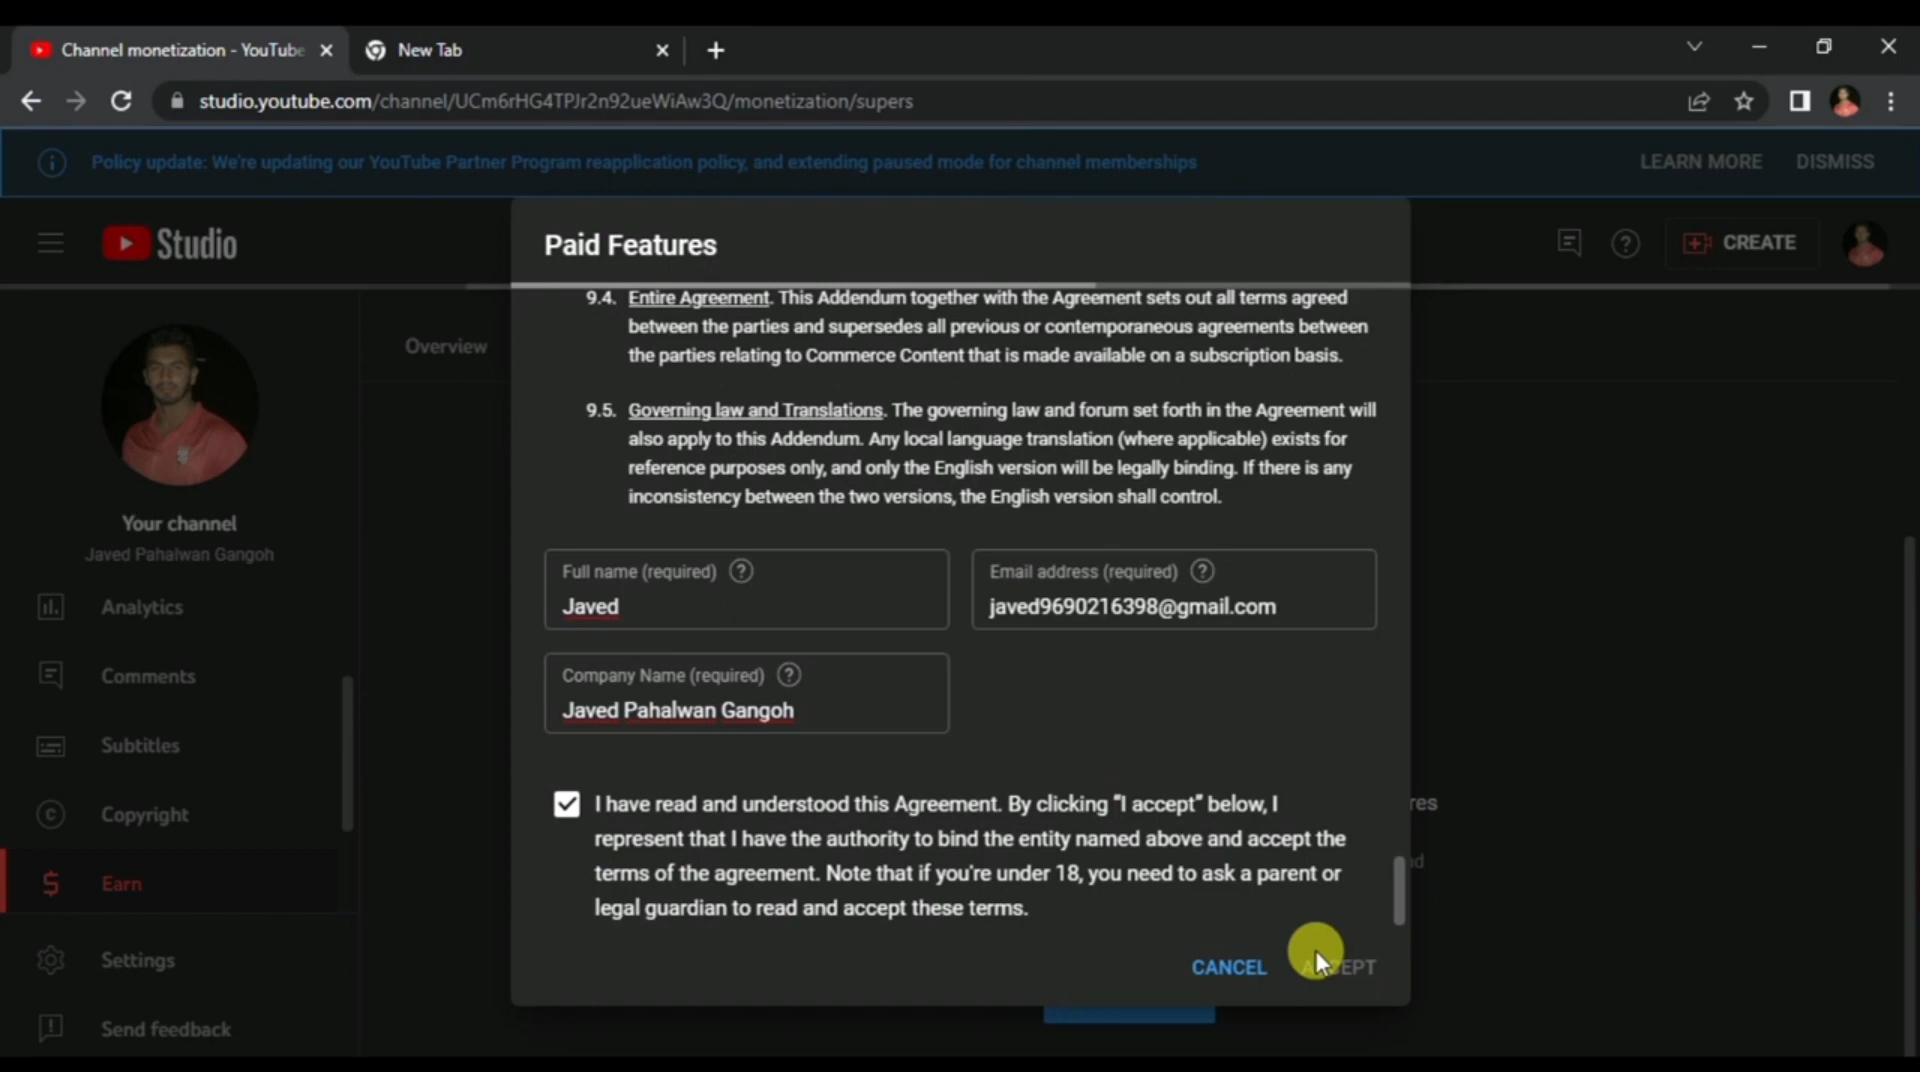 Channel monetization - YouTube
New Tab
studio.youtube.com/channel/UCm6rHG4TPJr2n92ueWiAw3Q/monetization/supers
Policy update: We're updating our YouTube Partner Program reapplication policy, and extending paused mode for channel memberships
LEARN MORE
DISMISS
Studio
CREATE
Paid Features
9.4. Entire Agreement. This Addendum together with the Agreement sets out all terms agreed
between the parties and supersedes all previous or contemporaneous agreements between
the parties relating to Commerce Content that is made available on a subscription basis.
9.5. Governing law and Translations. The governing law and forum set forth in the Agreement will
also apply to this Addendum. Any local language translation (where applicable) exists for
reference purposes only, and only the English version will be legally binding. If there is any
inconsistency between the two versions, the English version shall control.
Full name (required)
Javed
Email address (required)
javed9690216398@gmail.com
Company Name (required)
Javed Pahalwan Gangoh
I have read and understood this Agreement. By clicking "I accept" below, I
represent that I have the authority to bind the entity named above and accept the
terms of the agreement. Note that if you're under 18, you need to ask a parent or
legal guardian to read and accept these terms.
CANCEL
Overview
Your channel
Javed Pahalwan Gangoh
Analytics
Comments
Subtitles
Copyright
Earn
Settings
Send feedback